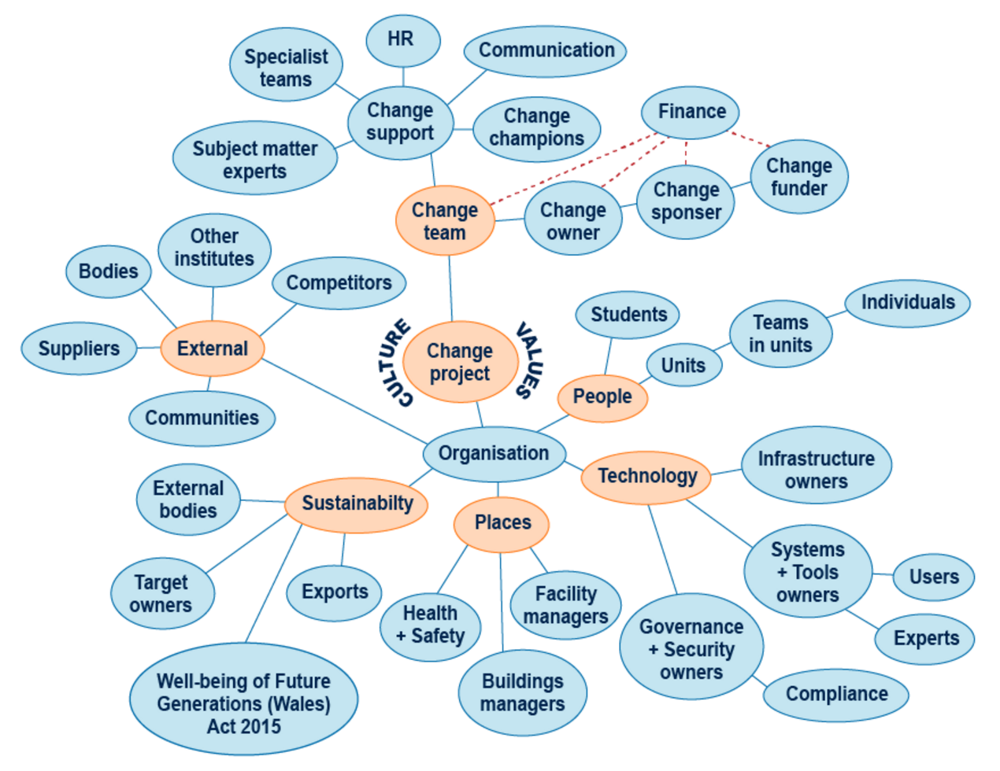 HR
Communication
Specialist
teams
Change
support
Finance
Change
champions
Subject matter
experts
Change
funder
Change
sponser
Change
team
Change
owner
Other
institutes
Bodies
Competitors
Individuals
Students
Teams
in units
Suppliers
External
CULTURE
Change
project
VALUES
Units
People
Communities
Organisation
Infrastructure
owners
Technology
External
bodies
Sustainabilty
Places
Systems
+ Tools
owners
Users
Target
owners
Exports
Facility
managers
Health
+ Safety
Governance
+ Security
owners
Experts
Well-being of Future
Generations (Wales)
Act 2015
Buildings
managers
Compliance